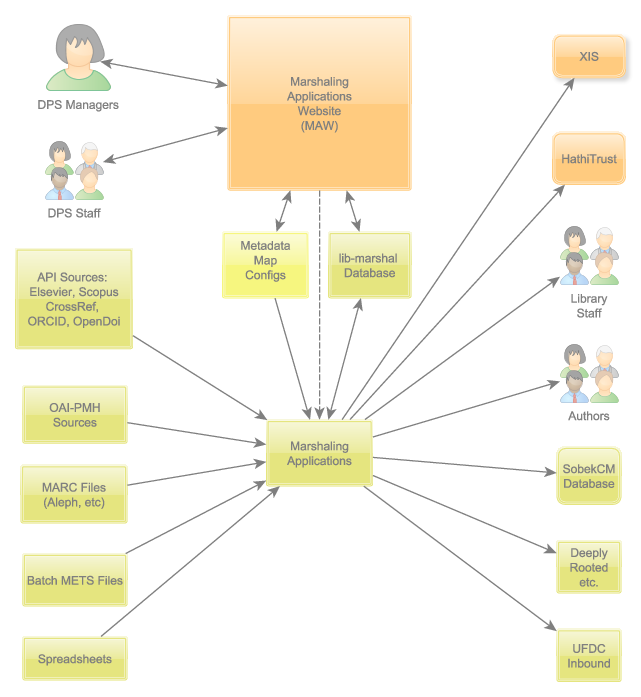 DPS Managers
Marshaling
Applications
Website
(MAW)
XIS
HathiTrust
DPS Staff
Metadata
Map
Configs
lib-marshal
Database
Library
Staff
API Sources:
Elsevier, Scopus
CrossRef,
ORCID, OpenDoi
Authors
OAI-PMH
Sources
Marshaling
Applications
SobekCM
Database
MARC Files
(Aleph, etc)
Deeply
Rooted
etc.
Batch METS Files
Spreadsheets
UFDC
Inbound